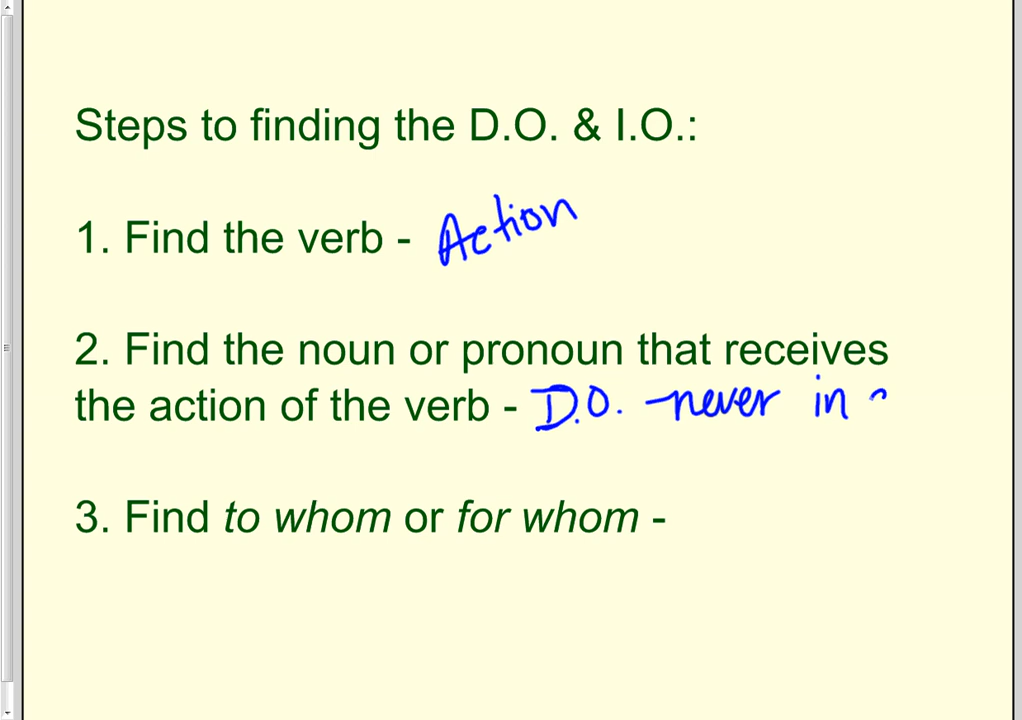 Steps to finding the D.O. & I.O.:
1. Find the verb - Action
2. Find the noun or pronoun that receives
the action of the verb - D.O. - never in
3. Find to whom or for whom -